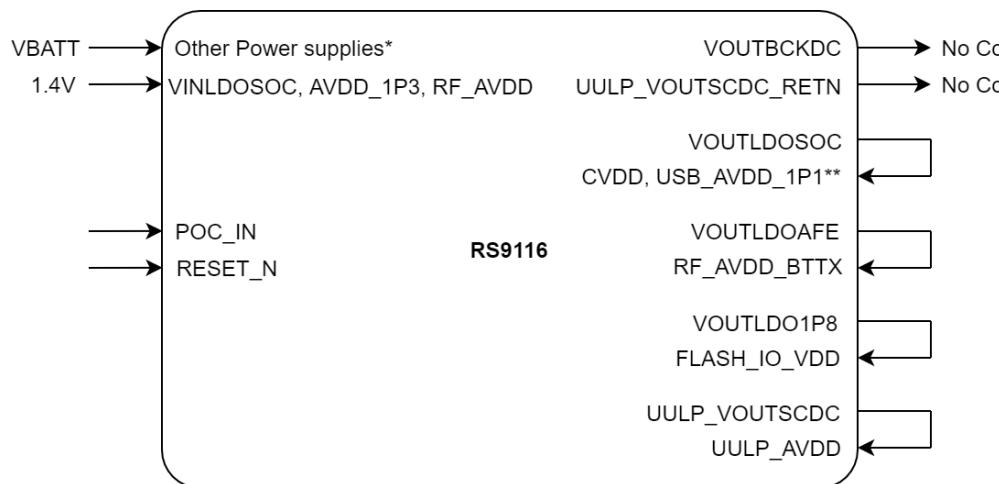 VBATT
Other Power supplies*
VOUTBCKDC
No Co
1.4V
VINLDOSOC, AVDD_1P3, RF_AVDD
UULP_VOUTSCDC_RETN
No Co
VOUTLDOSOC
CVDD, USB_AVDD_1P1**
POC_IN
VOUTLDOAFE
RS9116
RESET_N
RF_AVDD_BTTX
VOUTLDO1P8
FLASH_IO_VDD
UULP_VOUTSCDC
UULP_AVDD